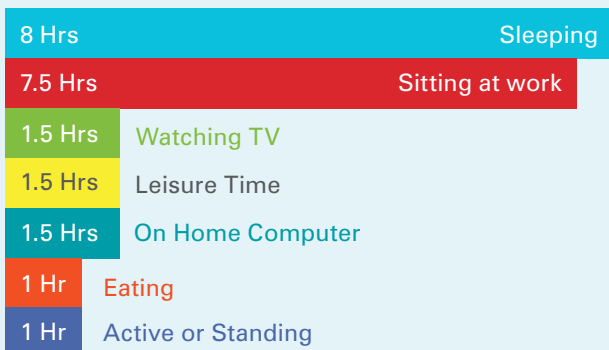 8 Hrs Sleeping
7.5 Hrs Sitting at work
1.5 Hrs Watching TV
1.5 Hrs Leisure Time
1.5 Hrs On Home Computer
1 Hr Eating
1 Hr Active or Standing